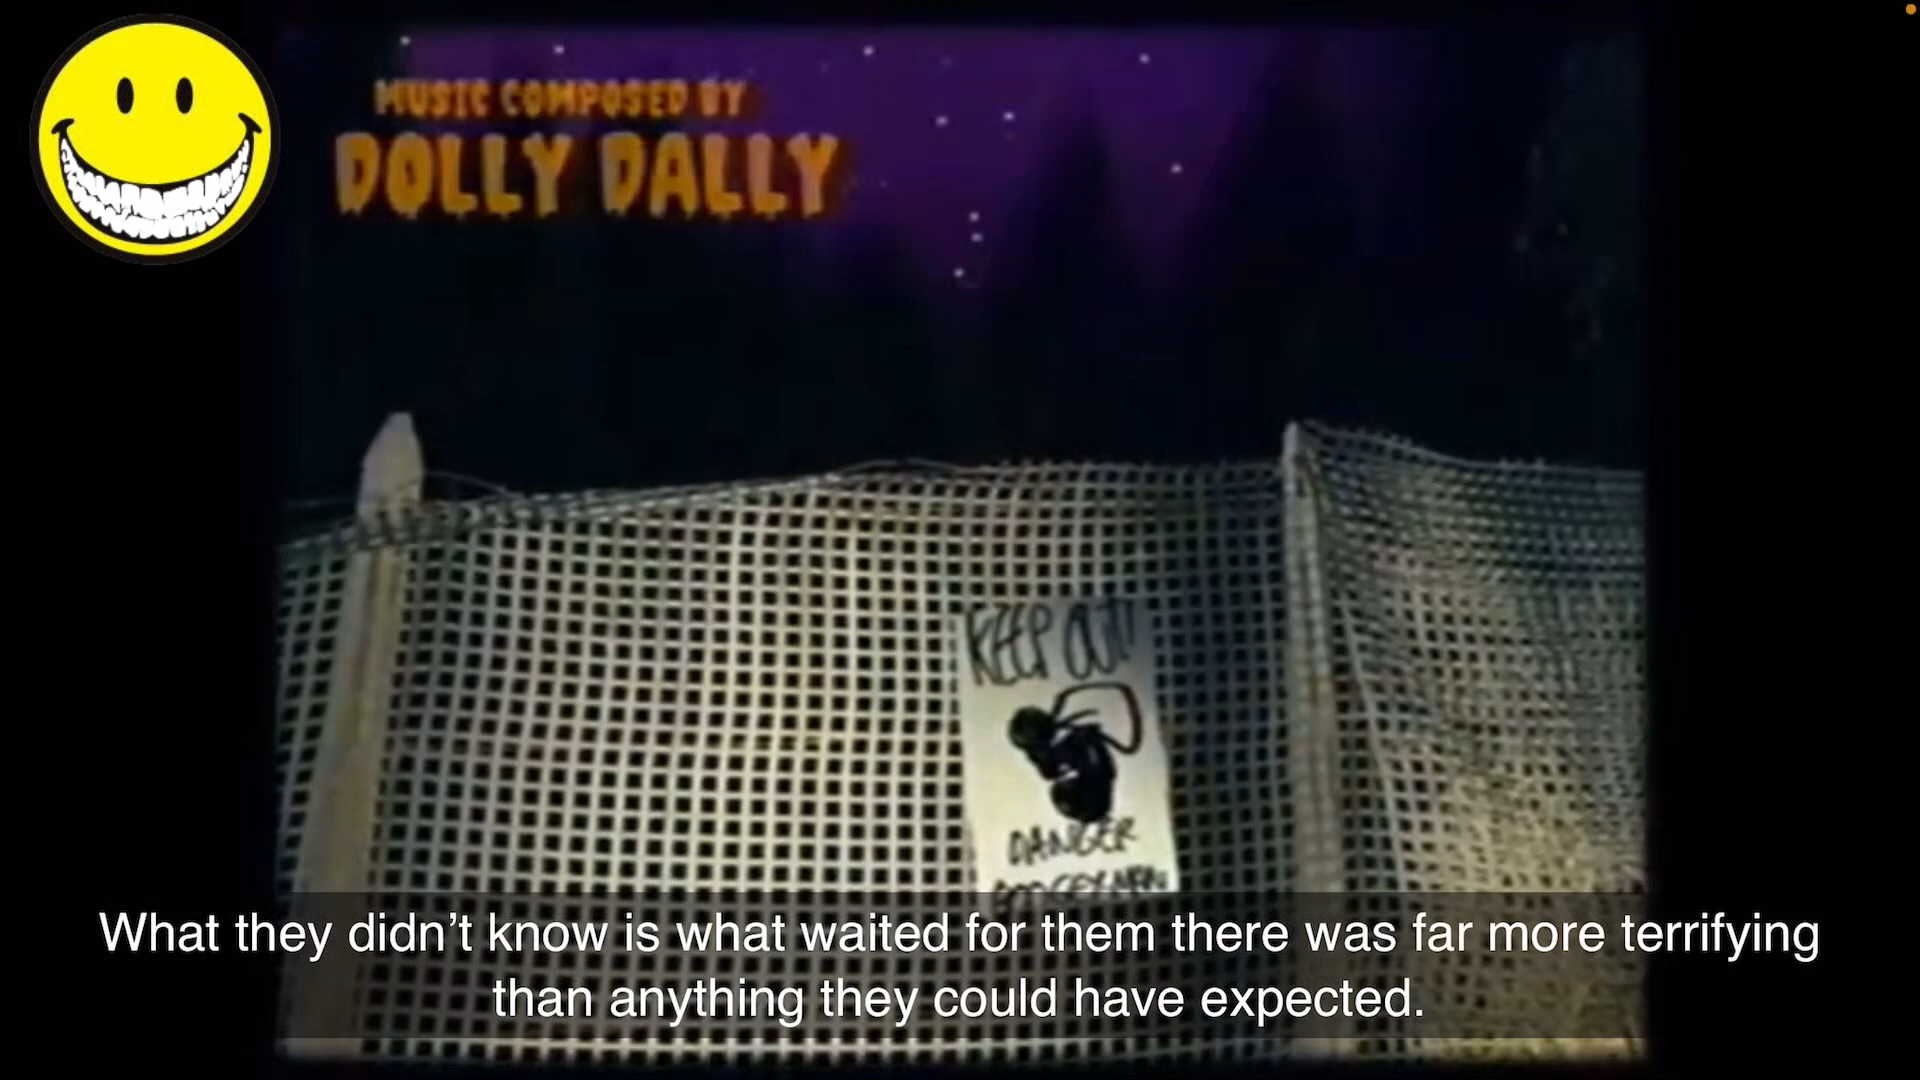 MUSIC COMPOSED BY
DOLLY DALLY
KEEP OUT!
DANGER
What they didn't know is what waited for them there was far more terrifying
than anything they could have expected.